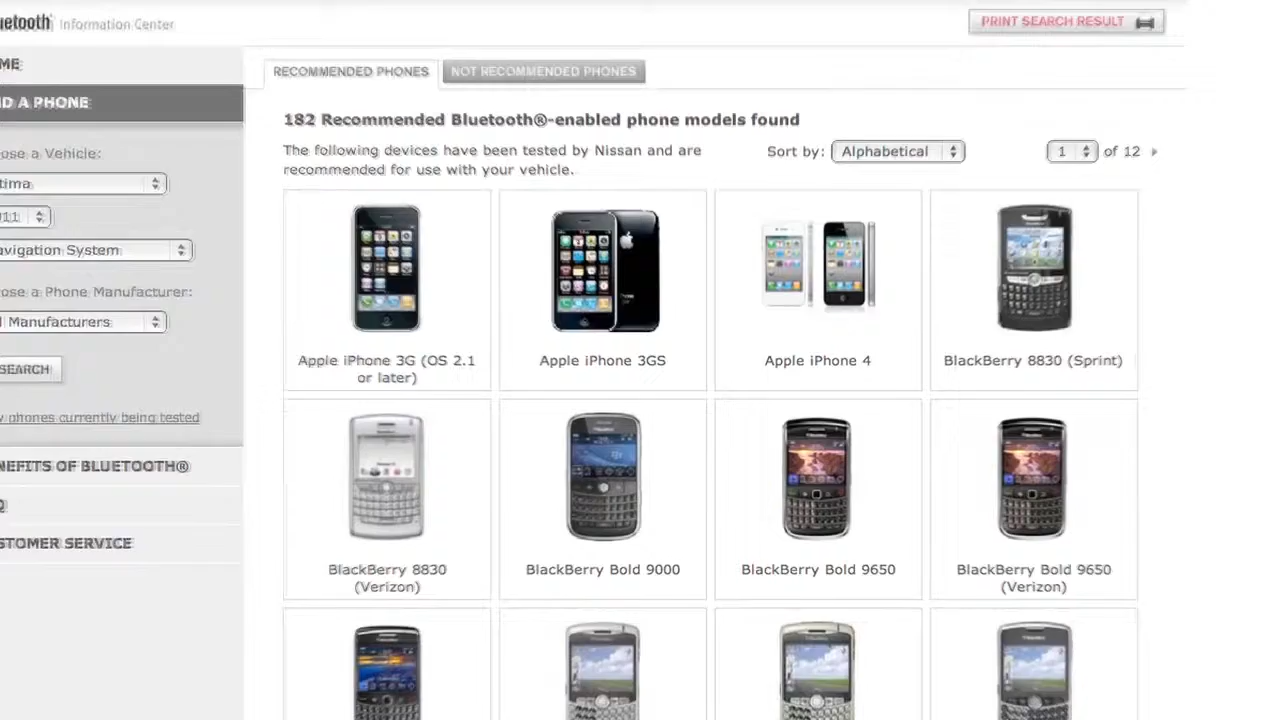 uetooth Information Center
PRINT SEARCH RESULT
ME
D A PHONE
ose a Vehicle:
tima
011
avigation System
ose a Phone Manufacturer:
l Manufacturers
SEARCH
phones currently being tested
NEFITS OF BLUETOOTH®
Q
STOMER SERVICE
RECOMMENDED PHONES
NOT RECOMMENDED PHONES
182 Recommended Bluetooth®-enabled phone models found
The following devices have been tested by Nissan and are
recommended for use with your vehicle.
Sort by: Alphabetical
1 of 12
Apple iPhone 3G (OS 2.1
or later)
Apple iPhone 3GS
Apple iPhone 4
BlackBerry 8830 (Sprint)
BlackBerry 8830
(Verizon)
BlackBerry Bold 9000
BlackBerry Bold 9650
BlackBerry Bold 9650
(Verizon)